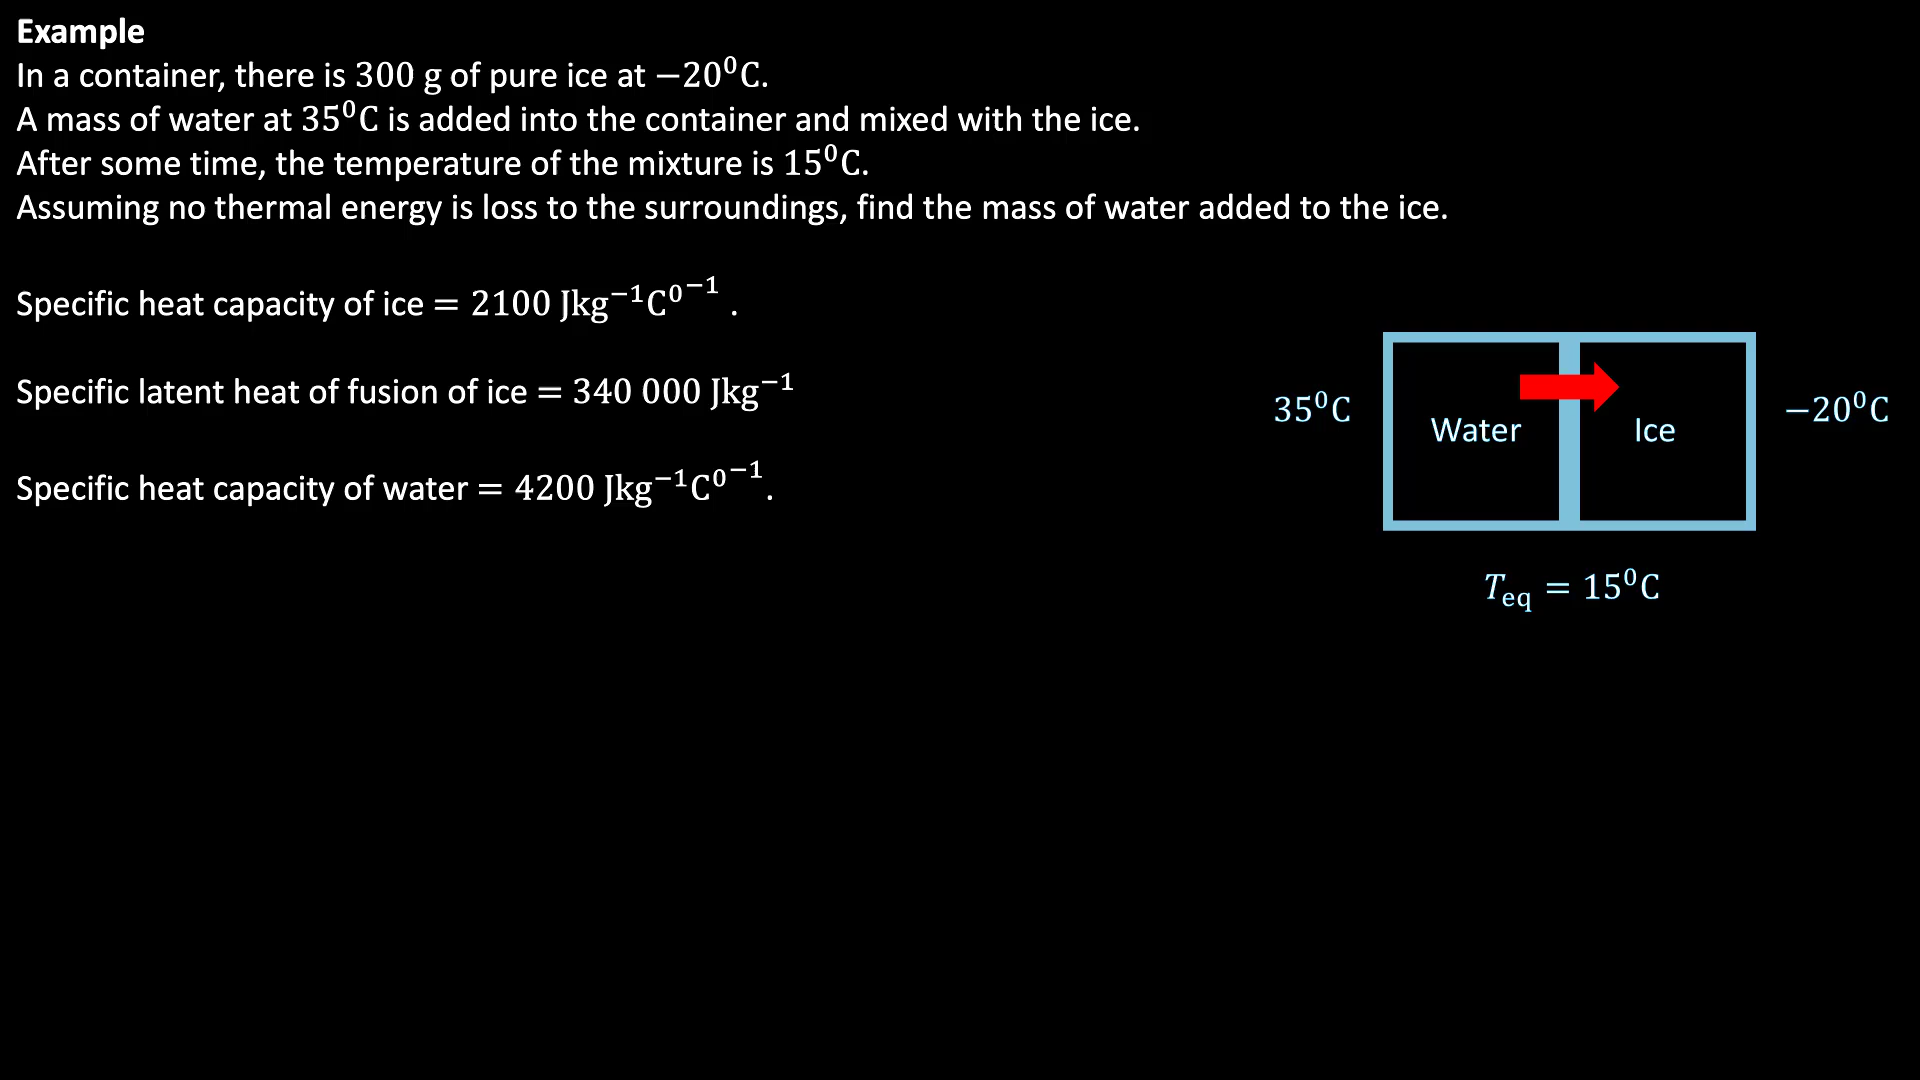 Example
In a container, there is 300 g of pure ice at −20⁰C.
A mass of water at 35⁰C is added into the container and mixed with the ice.
After some time, the temperature of the mixture is 15⁰C.
Assuming no thermal energy is loss to the surroundings, find the mass of water added to the ice.
Specific heat capacity of ice = 2100 Jkg⁻¹C⁰⁻¹ .
Specific latent heat of fusion of ice = 340 000 Jkg⁻¹
Specific heat capacity of water = 4200 Jkg⁻¹C⁰⁻¹.
35⁰C
Water
Ice
−20⁰C
T_eq = 15⁰C